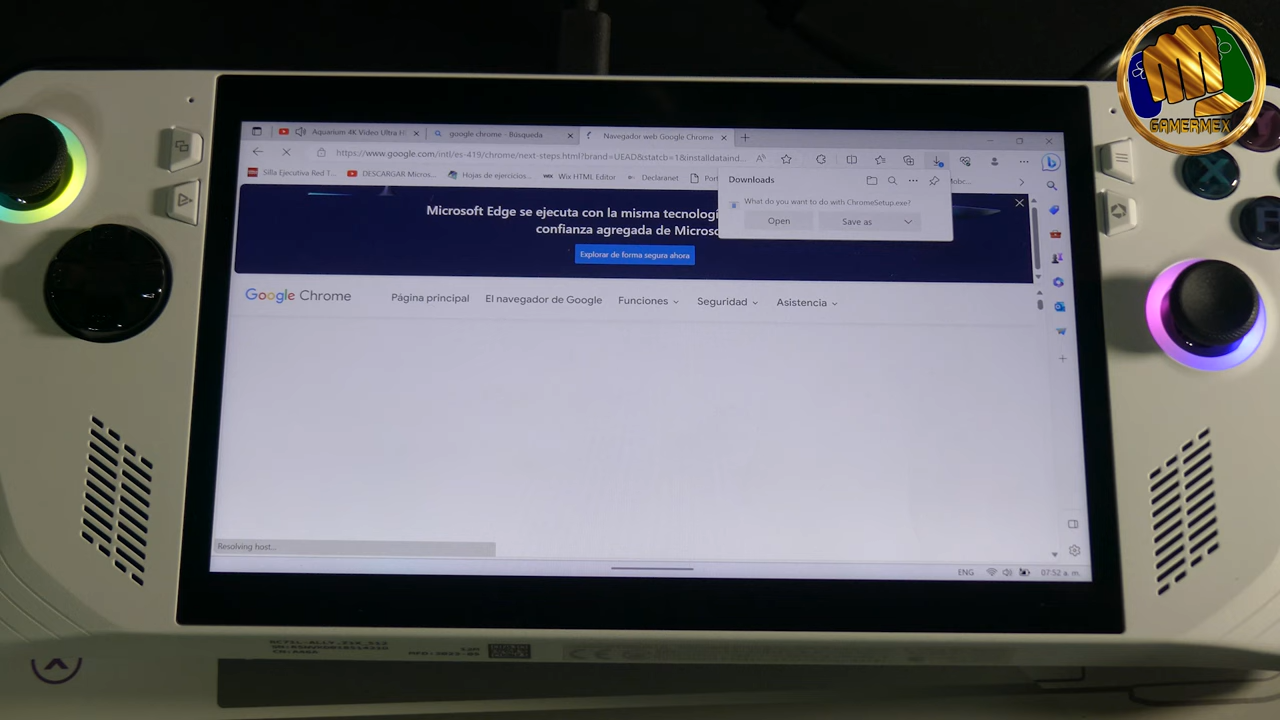 GAMERMEX
Aquarium 4K Video Ultra H
google chrome - Búsqueda
Navegador web Google Chrome
https://www.google.com/intl/es-419/chrome/next-steps.html?brand=UEAD&statcb=1&installdataind...
Silla Ejecutiva Red T...
DESCARGAR Micros...
Hojas de ejercicios...
Wix HTML Editor
Declaranet
Port
Downloads
What do you want to do with ChromeSetup.exe?
Open
Save as
Microsoft Edge se ejecuta con la misma tecnologí
confianza agregada de Microso
Explorar de forma segura ahora
Google Chrome
Página principal
El navegador de Google
Funciones
Seguridad
Asistencia
Resolving host...
ENG
07:52 a. m.
X